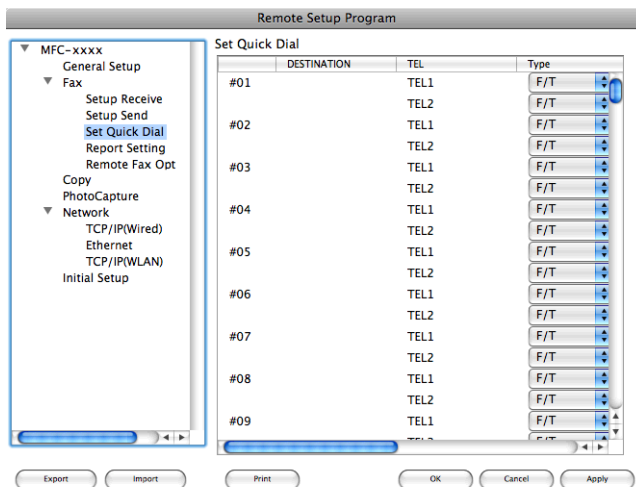 Remote Setup Program
MFC-xxxx
General Setup
Fax
Setup Receive
Setup Send
Set Quick Dial
Report Setting
Remote Fax Opt
Copy
PhotoCapture
Network
TCP/IP(Wired)
Ethernet
TCP/IP(WLAN)
Initial Setup
Set Quick Dial
DESTINATION TEL Type
#01 TEL1 F/T
TEL2 F/T
#02 TEL1 F/T
TEL2 F/T
#03 TEL1 F/T
TEL2 F/T
#04 TEL1 F/T
TEL2 F/T
#05 TEL1 F/T
TEL2 F/T
#06 TEL1 F/T
TEL2 F/T
#07 TEL1 F/T
TEL2 F/T
#08 TEL1 F/T
TEL2 F/T
#09 TEL1 F/T
TEL2 F/T
Export Import Print OK Cancel Apply